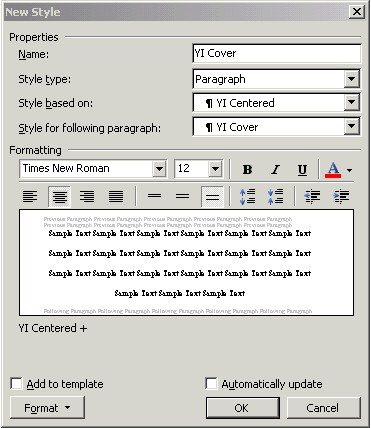 New Style
Properties
Name: YI Cover
Style type: Paragraph
Style based on: ¶ YI Centered
Style for following paragraph: ¶ YI Cover
Formatting
Times New Roman 12 B I U A
Previous Paragraph Previous Paragraph Previous Paragraph Previous Paragraph Previous Paragraph
Previous Paragraph Previous Paragraph Previous Paragraph Previous Paragraph Previous Paragraph
Sample Text Sample Text Sample Text Sample Text Sample Text Sample Text
Sample Text Sample Text Sample Text Sample Text Sample Text Sample Text
Sample Text Sample Text Sample Text Sample Text Sample Text Sample Text
Sample Text Sample Text Sample Text
Following Paragraph Following Paragraph Following Paragraph Following Paragraph Following Paragraph
YI Centered +
Add to template Automatically update
Format OK Cancel